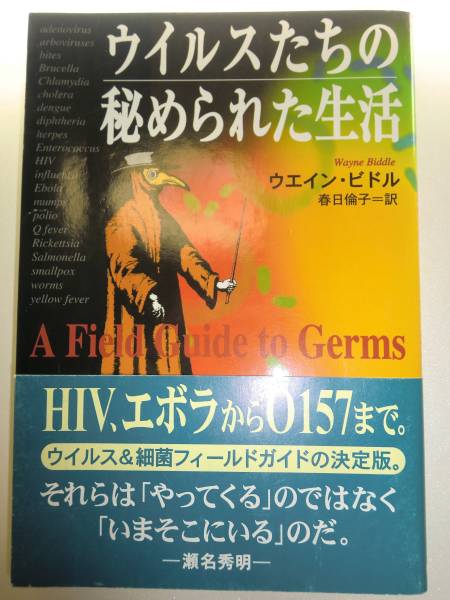 ウイルスたちの
秘められた生活
Wayne Biddle
ウエイン・ビドル
春日倫子=訳
adenovirus
arboviruses
bites
Brucella
Chlamydia
cholera
dengue
diphtheria
herpes
Enterococcus
HIV
influenza
Ebola
mumps
polio
Q fever
Rickettsia
Salmonella
smallpox
worms
yellow fever
A Field Guide to Germs
HIV、エボラからO157まで。
ウイルス&細菌フィールドガイドの決定版。
それらは「やってくる」のではなく
「いまそこにいる」のだ。
—瀬名秀明—